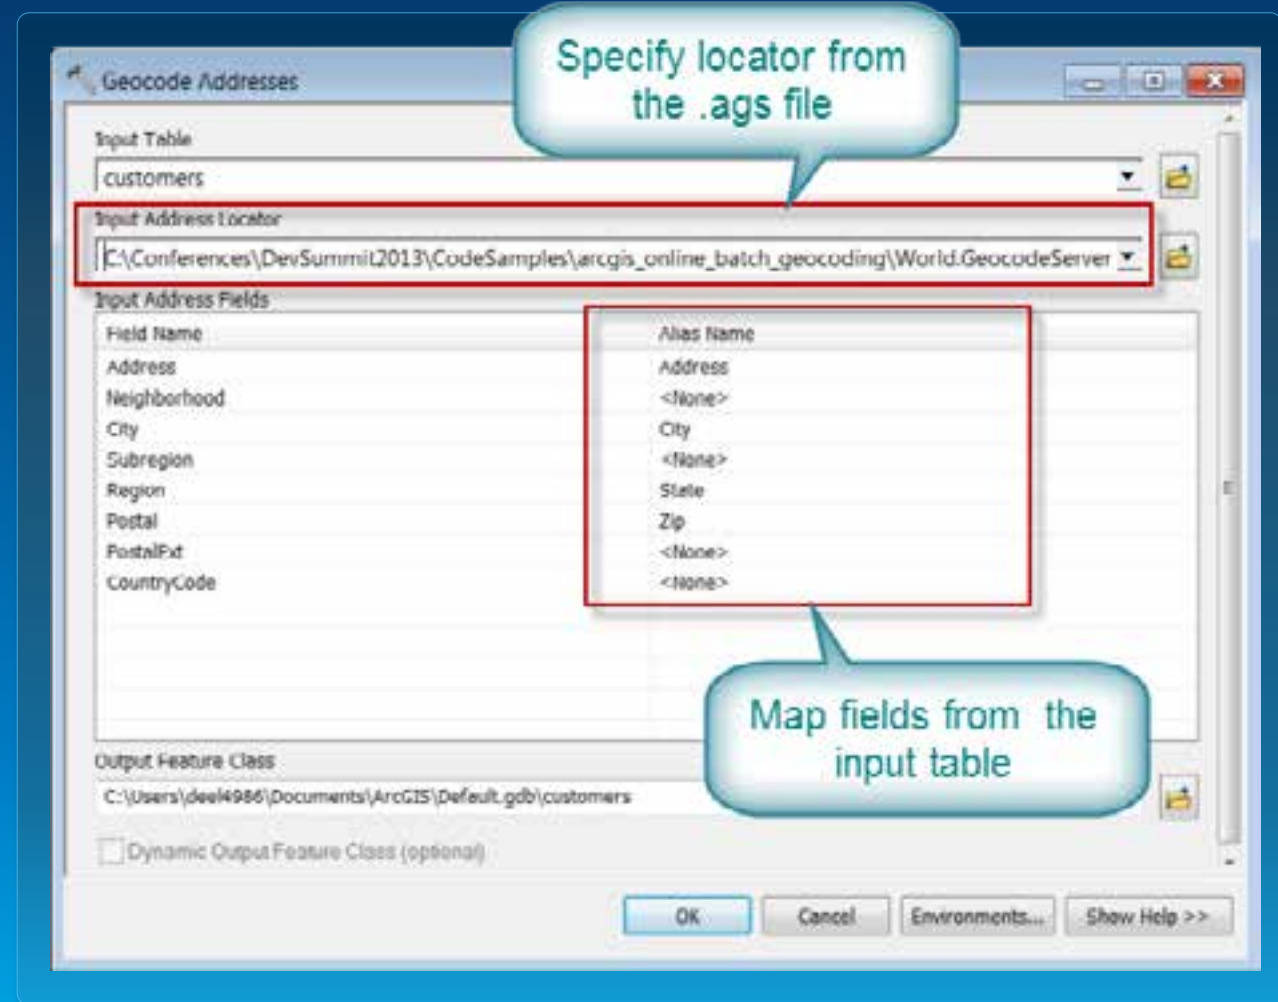 Specify locator from
the .ags file
Geocode Addresses
Input Table
customers
Input Address Locator
C:\Conferences\DevSummit2013\CodeSamples\arcgis_online_batch_geocoding\World.GeocodeServer
Input Address Fields
Field Name Alias Name
Address Address
Neighborhood <None>
City City
Subregion <None>
Region State
Postal Zip
PostalExt <None>
CountryCode <None>
Map fields from the
input table
Output Feature Class
C:\Users\deel4986\Documents\ArcGIS\Default.gdb\customers
Dynamic Output Feature Class (optional)
OK Cancel Environments... Show Help >>